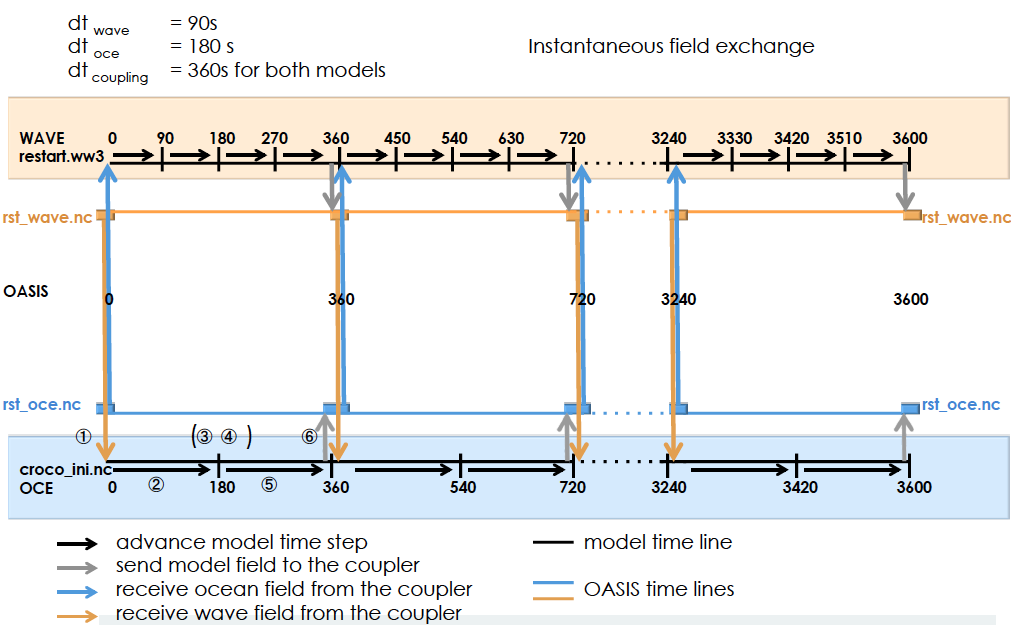 dt wave = 90s
dt oce = 180 s
dt coupling = 360s for both models
Instantaneous field exchange
WAVE 0 90 180 270 360 450 540 630 720 3240 3330 3420 3510 3600
restart.ww3
rst_wave.nc rst_wave.nc
OASIS 0 360 720 3240 3600
rst_oce.nc rst_oce.nc
① (③ ④ ) ⑥
croco_ini.nc
OCE 0 ② 180 ⑤ 360 540 720 3240 3420 3600
advance model time step
send model field to the coupler
receive ocean field from the coupler
receive wave field from the coupler
model time line
OASIS time lines